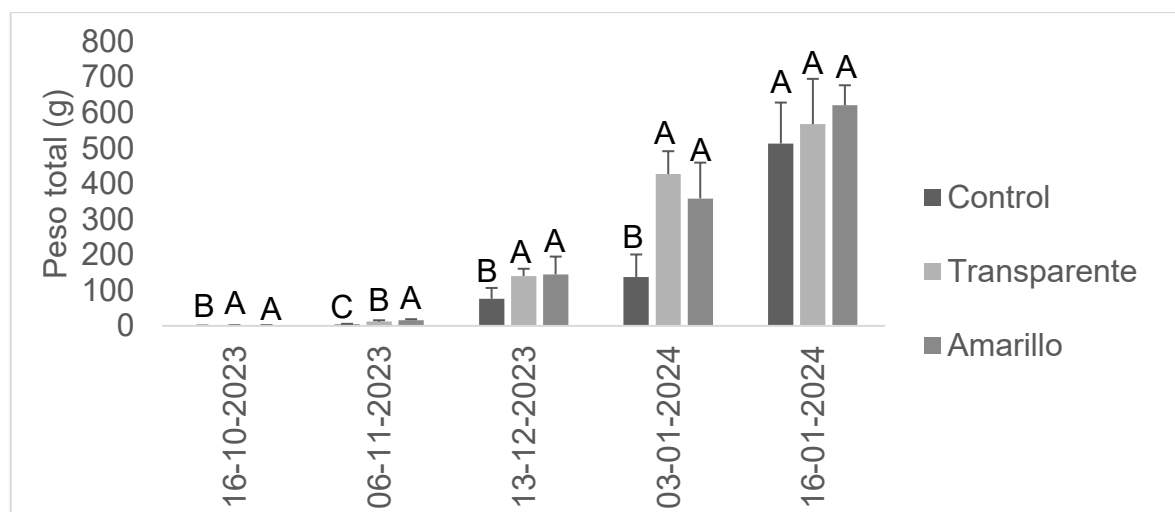 Peso total (g)
800
700
600
500
400
300
200
100
0
B A A
C B A
B A A
B A A
A A A
16-10-2023
06-11-2023
13-12-2023
03-01-2024
16-01-2024
Control
Transparente
Amarillo